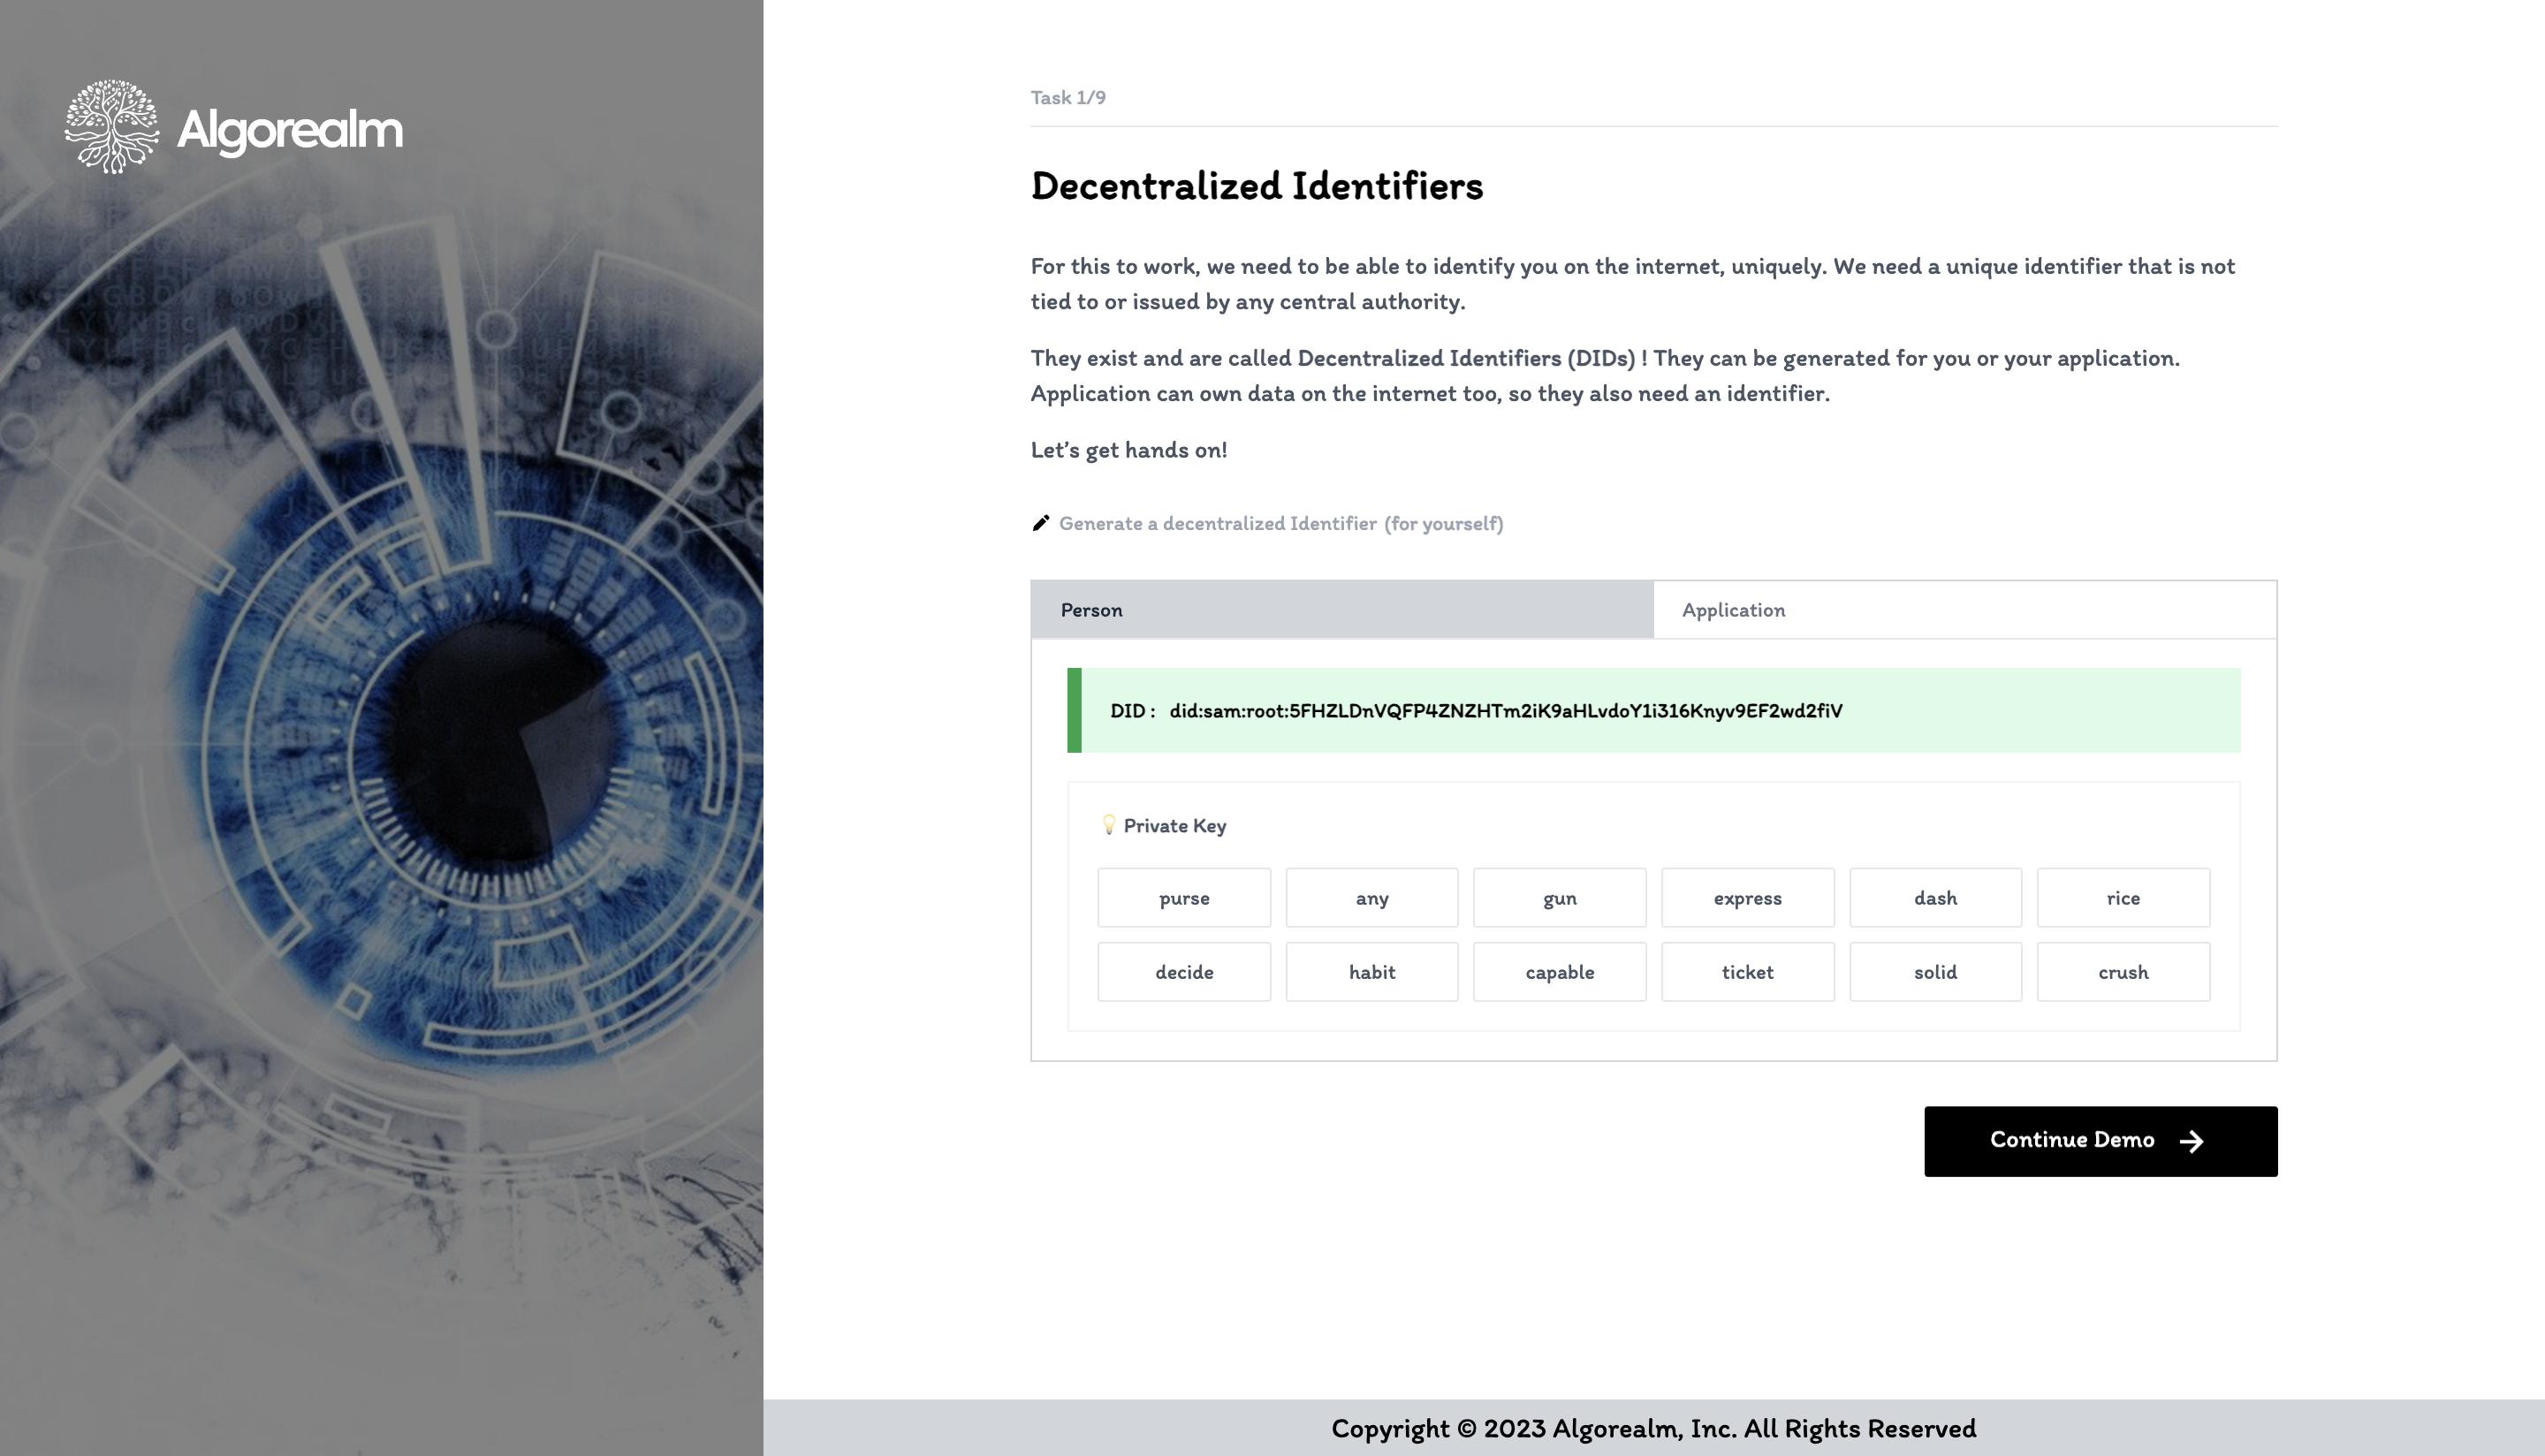 Algorealm
Task 1/9
Decentralized Identifiers
For this to work, we need to be able to identify you on the internet, uniquely. We need a unique identifier that is not
tied to or issued by any central authority.
They exist and are called Decentralized Identifiers (DIDs) ! They can be generated for you or your application.
Application can own data on the internet too, so they also need an identifier.
Let's get hands on!
Generate a decentralized Identifier (for yourself)
Person Application
DID : did:sam:root:5FHZLDnVQFP4ZNZHTm2iK9aHLvdoY1i316Knyv9EF2wd2fiV
Private Key
purse any gun express dash rice
decide habit capable ticket solid crush
Continue Demo
Copyright © 2023 Algorealm, Inc. All Rights Reserved